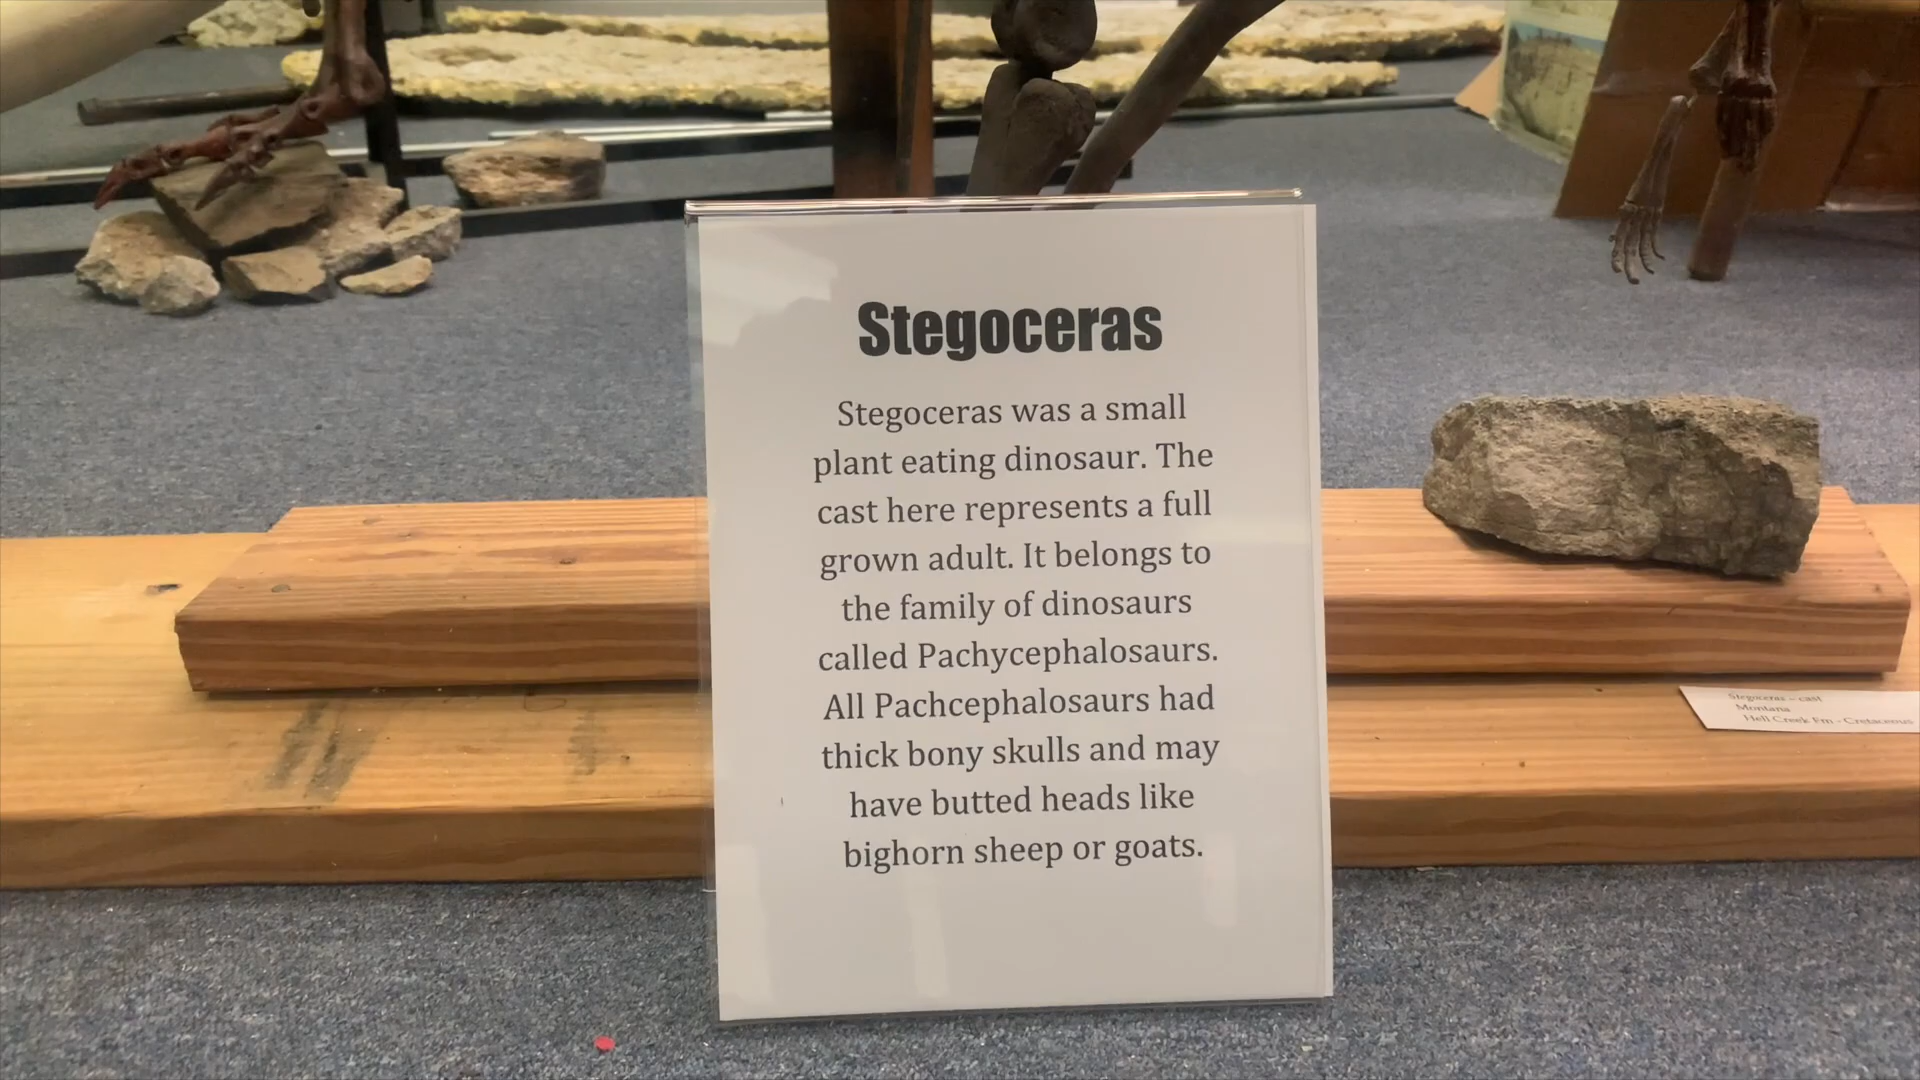 Stegoceras
Stegoceras was a small
plant eating dinosaur. The
cast here represents a full
grown adult. It belongs to
the family of dinosaurs
called Pachycephalosaurs.
All Pachcephalosaurs had
thick bony skulls and may
have butted heads like
bighorn sheep or goats.
Stegoceras – cast
Montana
Hell Creek Fm - Cretaceous